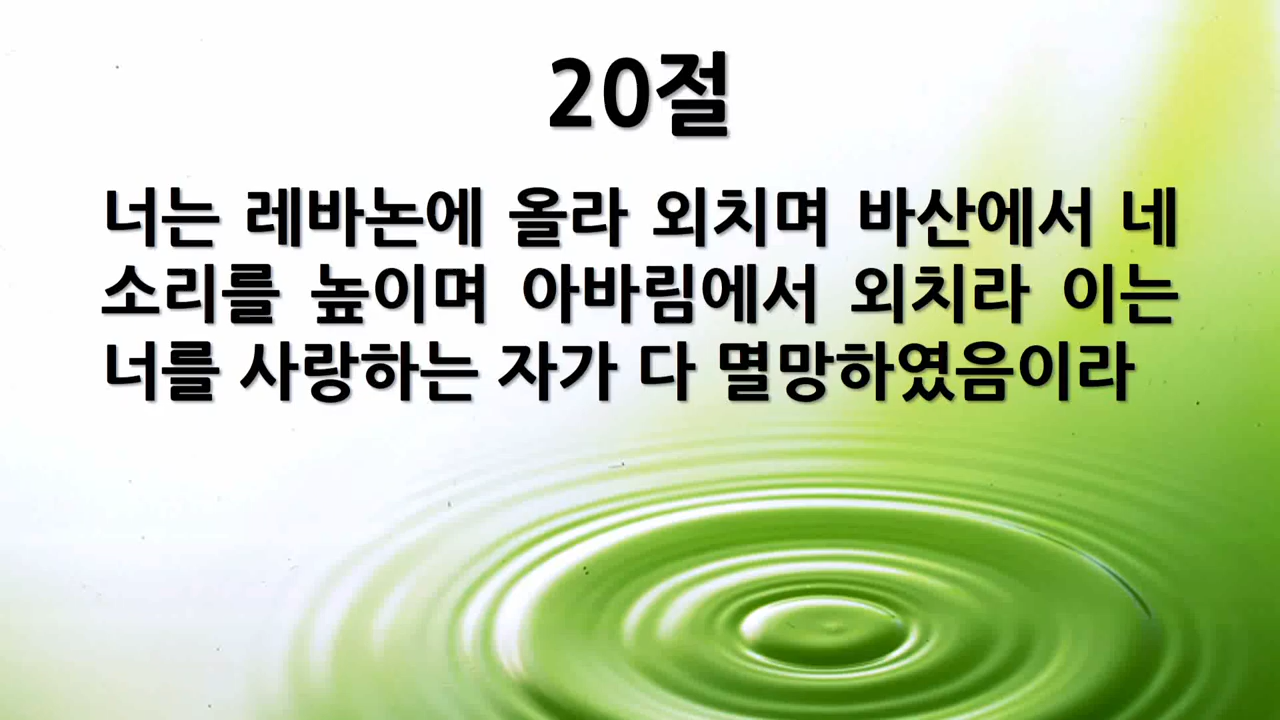 20절
너는 레바논에 올라 외치며 바산에서 네
소리를 높이며 아바림에서 외치라 이는
너를 사랑하는 자가 다 멸망하였음이라